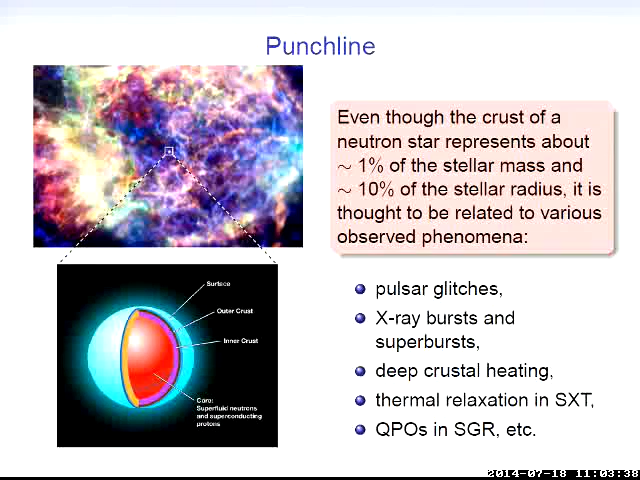 Punchline
Even though the crust of a
neutron star represents about
∼ 1% of the stellar mass and
∼ 10% of the stellar radius, it is
thought to be related to various
observed phenomena:
Surface
Outer Crust
Inner Crust
Core:
Superfluid neutrons
and superconducting
protons
pulsar glitches,
X-ray bursts and
superbursts,
deep crustal heating,
thermal relaxation in SXT,
QPOs in SGR, etc.
2014-07-18 11:03:38